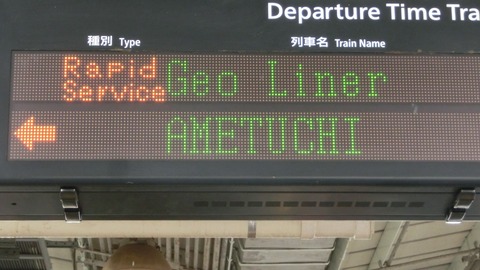 Departure Time Tra
種別 Type 列車名 Train Name
Rapid Service Geo Liner
AMETUCHI